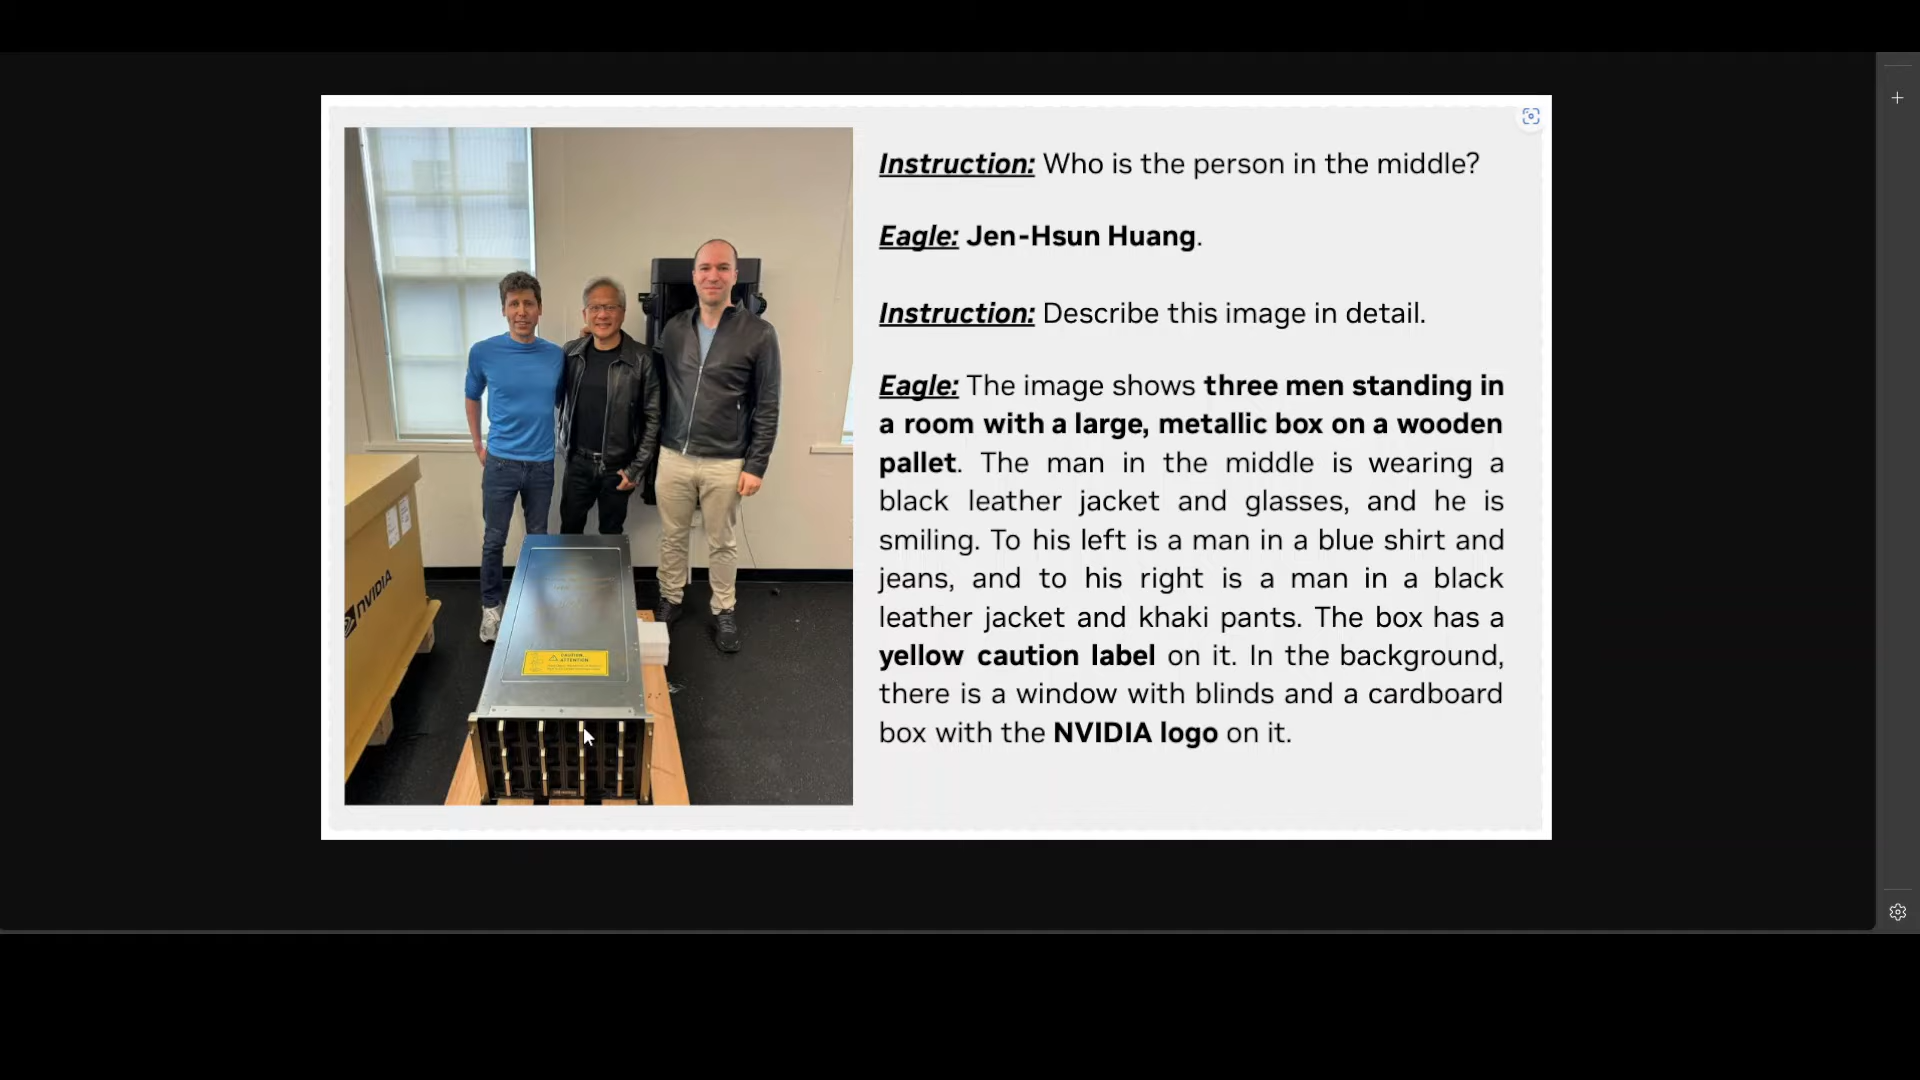 Instruction: Who is the person in the middle?
Eagle: Jen-Hsun Huang.
Instruction: Describe this image in detail.
Eagle: The image shows three men standing in
a room with a large, metallic box on a wooden
pallet. The man in the middle is wearing a
black leather jacket and glasses, and he is
smiling. To his left is a man in a blue shirt and
jeans, and to his right is a man in a black
leather jacket and khaki pants. The box has a
yellow caution label on it. In the background,
there is a window with blinds and a cardboard
box with the NVIDIA logo on it.
NVIDIA
CAUTION
ATTENTION